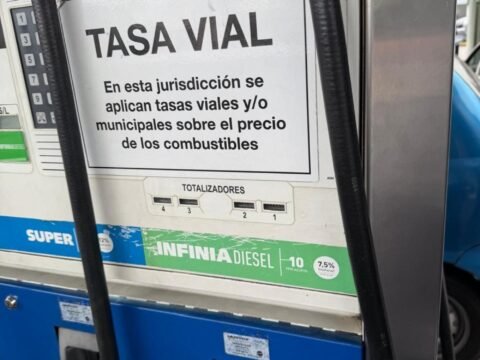 TASA VIAL
En esta jurisdicción se
aplican tasas viales y/o
municipales sobre el precio
de los combustibles
TOTALIZADORES
4 3 2 1
SUPER
INFINIA DIESEL 10
7,5%